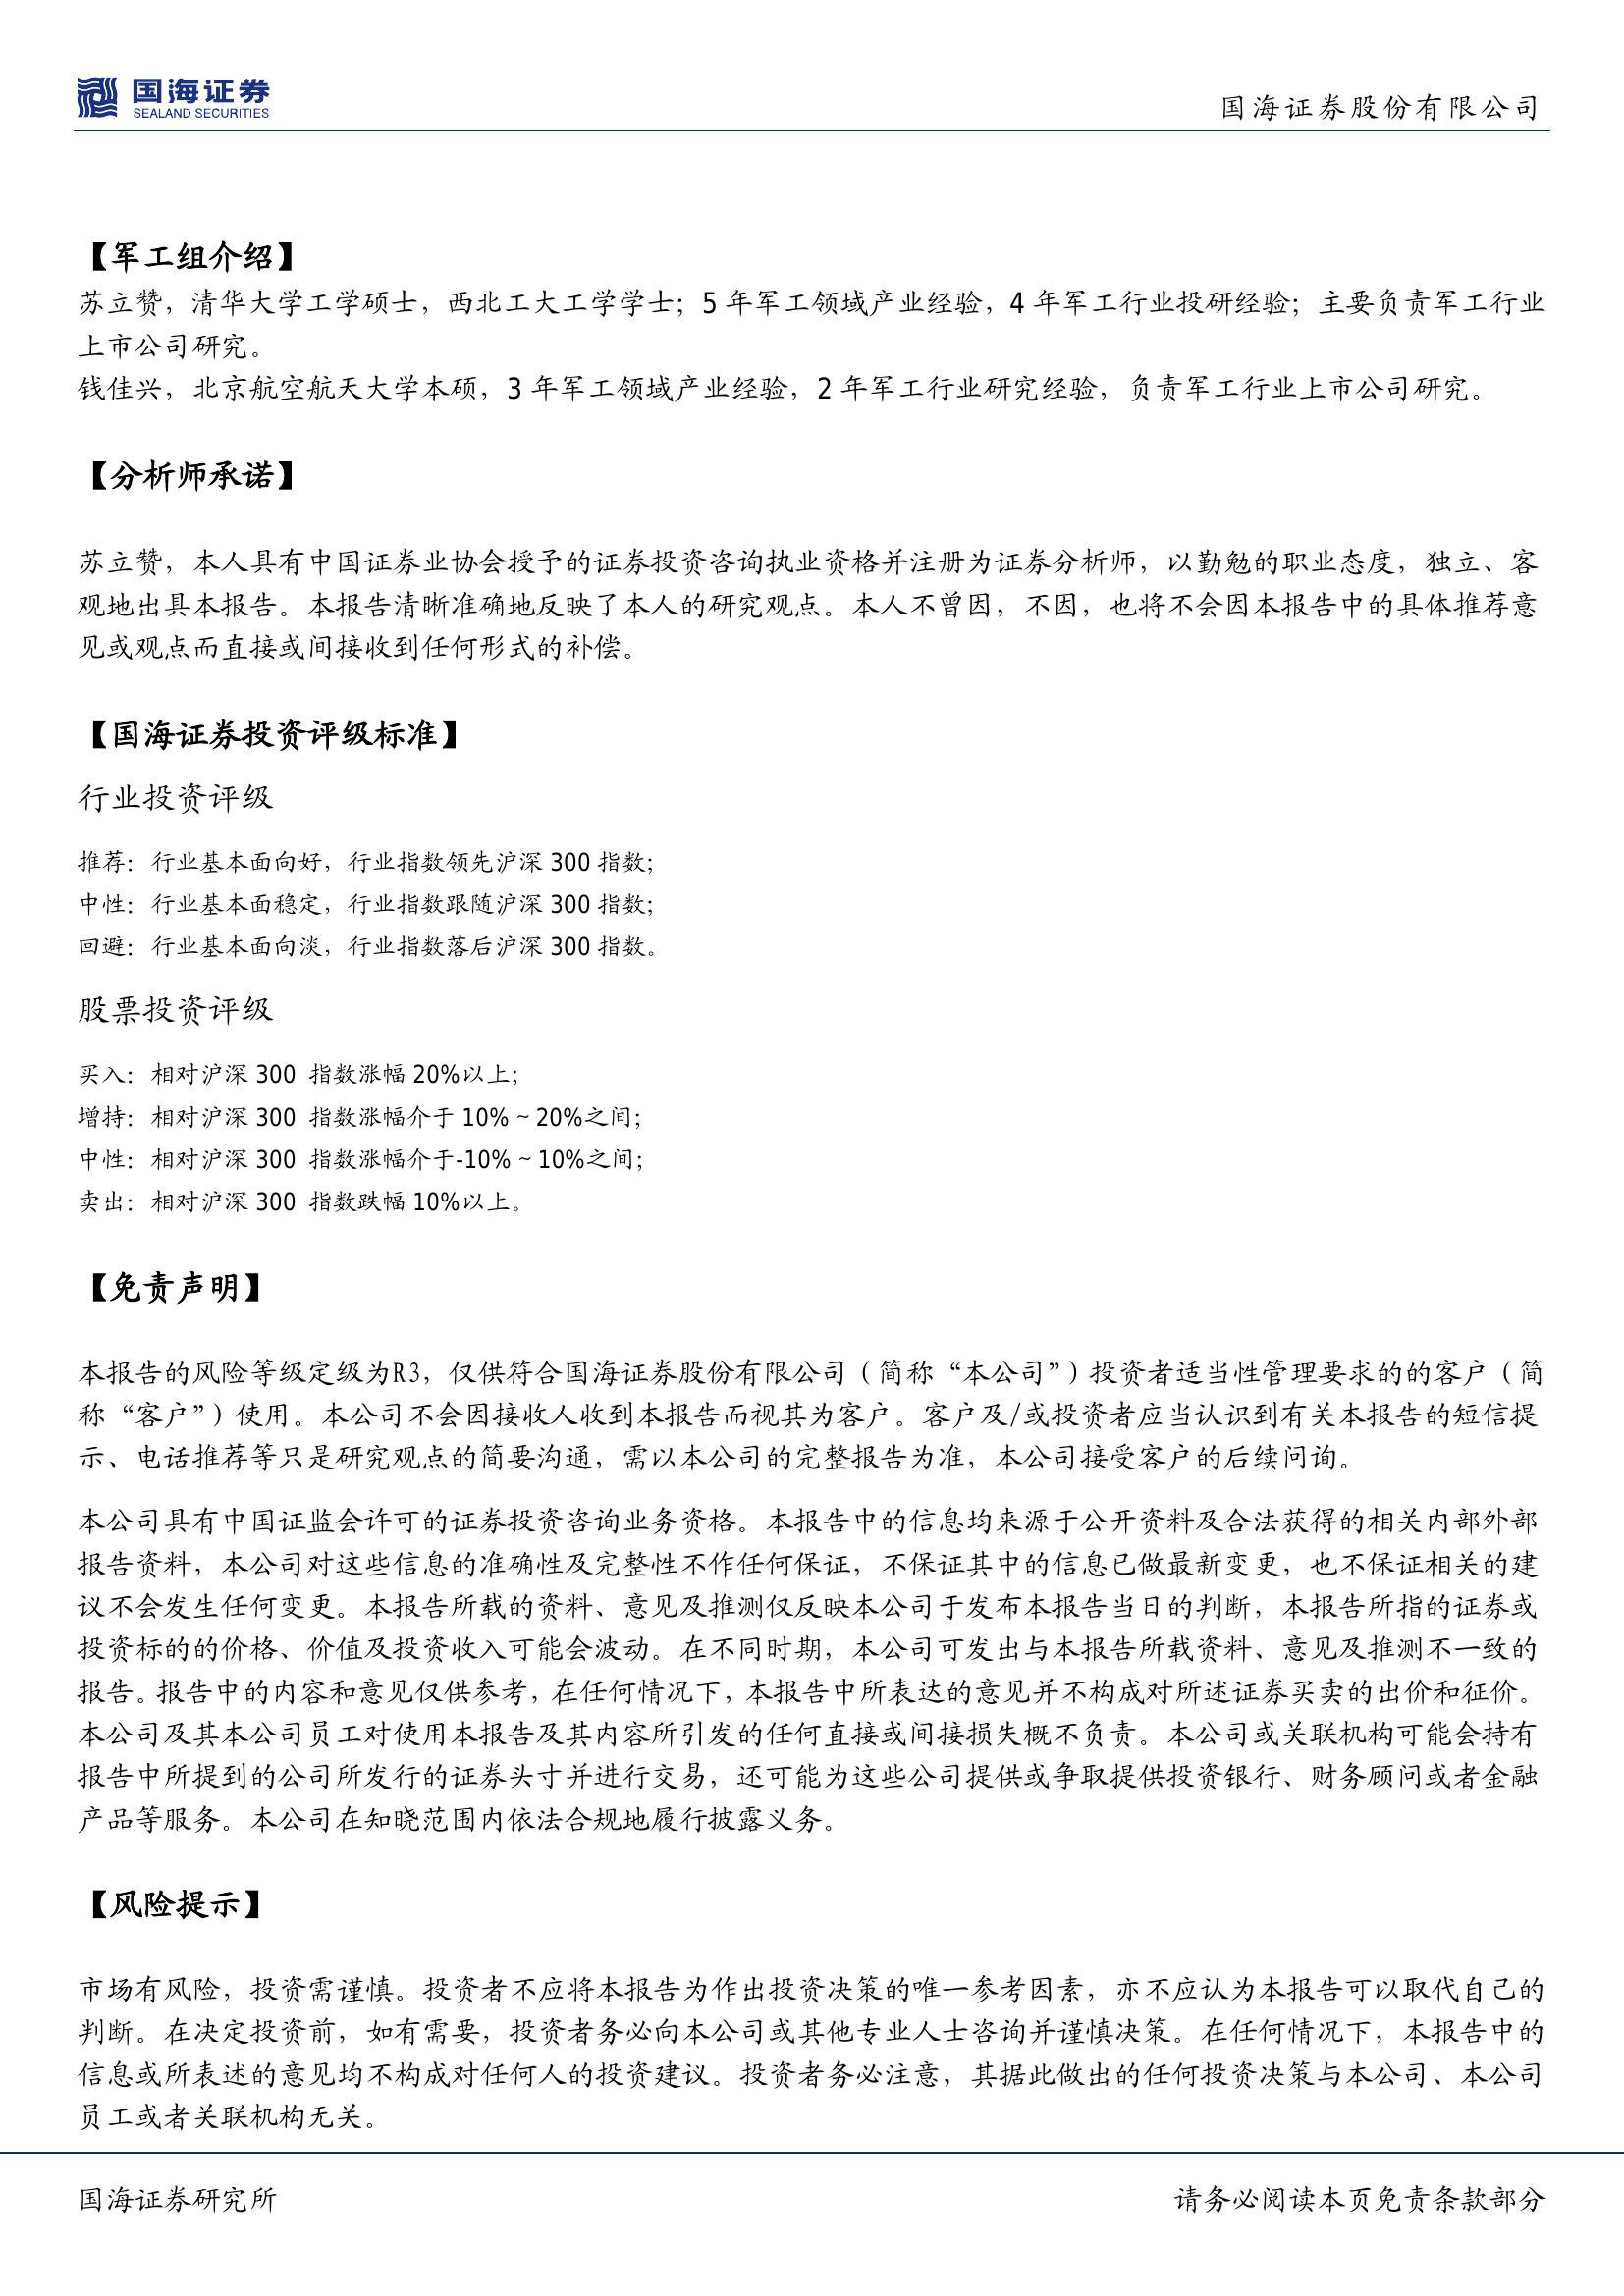 国海证券
SEALAND SECURITIES
国海证券股份有限公司
【军工组介绍】
苏立赞，清华大学工学硕士，西北工大工学学士；5 年军工领域产业经验，4 年军工行业投研经验；主要负责军工行业
上市公司研究。
钱佳兴，北京航空航天大学本硕，3 年军工领域产业经验，2 年军工行业研究经验，负责军工行业上市公司研究。
【分析师承诺】
苏立赞，本人具有中国证券业协会授予的证券投资咨询执业资格并注册为证券分析师，以勤勉的职业态度，独立、客
观地出具本报告。本报告清晰准确地反映了本人的研究观点。本人不曾因，不因，也将不会因本报告中的具体推荐意
见或观点而直接或间接收到任何形式的补偿。
【国海证券投资评级标准】
行业投资评级
推荐：行业基本面向好，行业指数领先沪深 300 指数；
中性：行业基本面稳定，行业指数跟随沪深 300 指数；
回避：行业基本面向淡，行业指数落后沪深 300 指数。
股票投资评级
买入：相对沪深 300 指数涨幅 20%以上；
增持：相对沪深 300 指数涨幅介于 10%～20%之间；
中性：相对沪深 300 指数涨幅介于-10%～10%之间；
卖出：相对沪深 300 指数跌幅 10%以上。
【免责声明】
本报告的风险等级定级为R3，仅供符合国海证券股份有限公司（简称“本公司”）投资者适当性管理要求的的客户（简
称“客户”）使用。本公司不会因接收人收到本报告而视其为客户。客户及/或投资者应当认识到有关本报告的短信提
示、电话推荐等只是研究观点的简要沟通，需以本公司的完整报告为准，本公司接受客户的后续问询。
本公司具有中国证监会许可的证券投资咨询业务资格。本报告中的信息均来源于公开资料及合法获得的相关内部外部
报告资料，本公司对这些信息的准确性及完整性不作任何保证，不保证其中的信息已做最新变更，也不保证相关的建
议不会发生任何变更。本报告所载的资料、意见及推测仅反映本公司于发布本报告当日的判断，本报告所指的证券或
投资标的的价格、价值及投资收入可能会波动。在不同时期，本公司可发出与本报告所载资料、意见及推测不一致的
报告。报告中的内容和意见仅供参考，在任何情况下，本报告中所表达的意见并不构成对所述证券买卖的出价和征价。
本公司及其本公司员工对使用本报告及其内容所引发的任何直接或间接损失概不负责。本公司或关联机构可能会持有
报告中所提到的公司所发行的证券头寸并进行交易，还可能为这些公司提供或争取提供投资银行、财务顾问或者金融
产品等服务。本公司在知晓范围内依法合规地履行披露义务。
【风险提示】
市场有风险，投资需谨慎。投资者不应将本报告为作出投资决策的唯一参考因素，亦不应认为本报告可以取代自己的
判断。在决定投资前，如有需要，投资者务必向本公司或其他专业人士咨询并谨慎决策。在任何情况下，本报告中的
信息或所表述的意见均不构成对任何人的投资建议。投资者务必注意，其据此做出的任何投资决策与本公司、本公司
员工或者关联机构无关。
国海证券研究所
请务必阅读本页免责条款部分